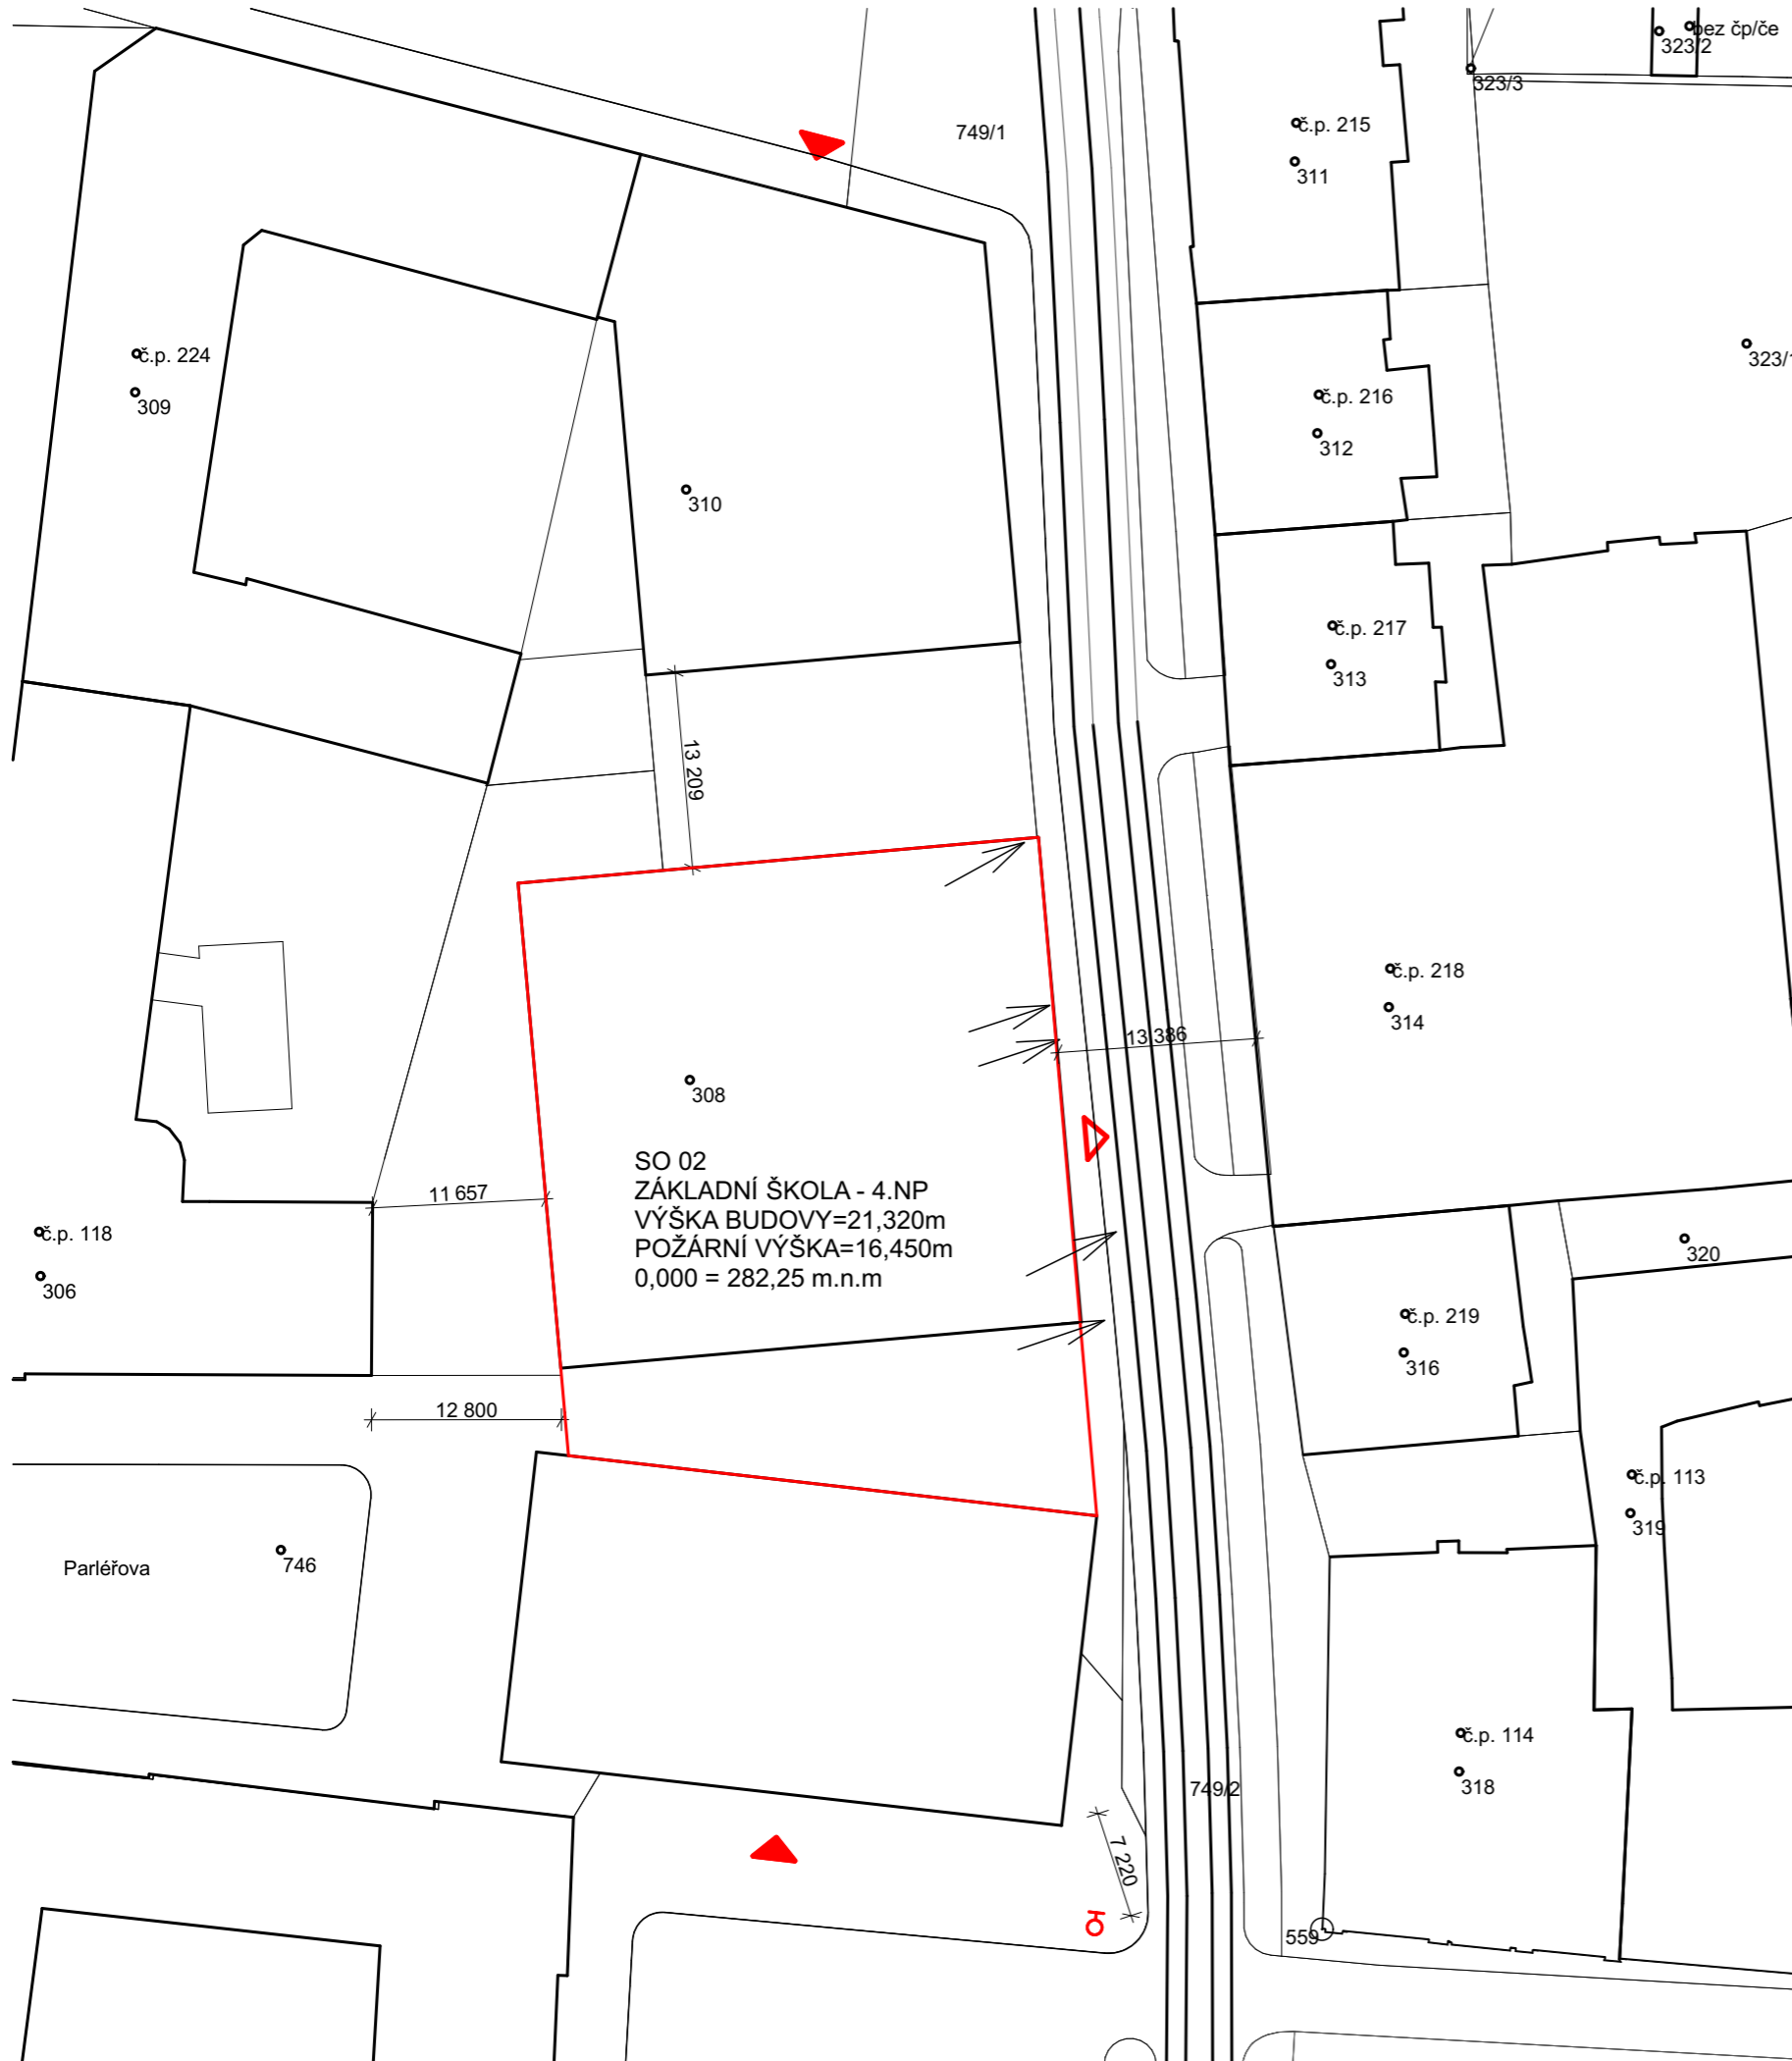 bez čp/če
323/2
323/3
749/1
č.p. 215
311
č.p. 224
309
323/1
č.p. 216
312
310
č.p. 217
313
13 209
č.p. 218
314
13 386
308
SO 02
ZÁKLADNÍ ŠKOLA - 4.NP
VÝŠKA BUDOVY=21,320m
POŽÁRNÍ VÝŠKA=16,450m
0,000 = 282,25 m.n.m
11 657
č.p. 118
306
320
č.p. 219
316
12 800
č.p. 113
319
Parléřova
746
č.p. 114
318
749/2
7 220
559